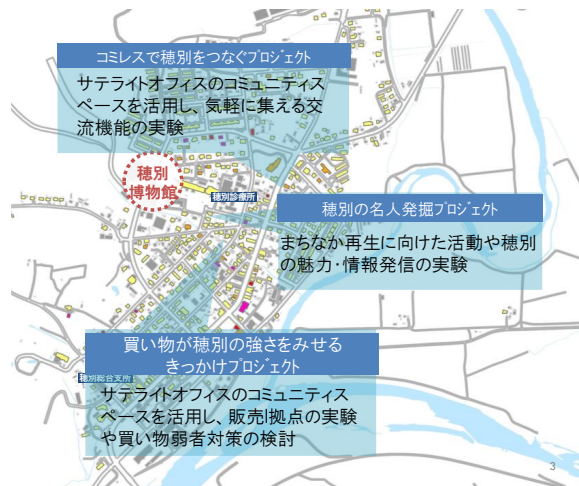 コミレスで穂別をつなぐプロジェクト
サテライトオフィスのコミュニティス
ペースを活用し、気軽に集える交
流機能の実験
穂別
博物館
穂別診療所
穂別の名人発掘プロジェクト
まちなか再生に向けた活動や穂別
の魅力・情報発信の実験
買い物が穂別の強さをみせる
きっかけプロジェクト
穂別総合支所
サテライトオフィスのコミュニティス
ペースを活用し、販売拠点の実験
や買い物弱者対策の検討
3